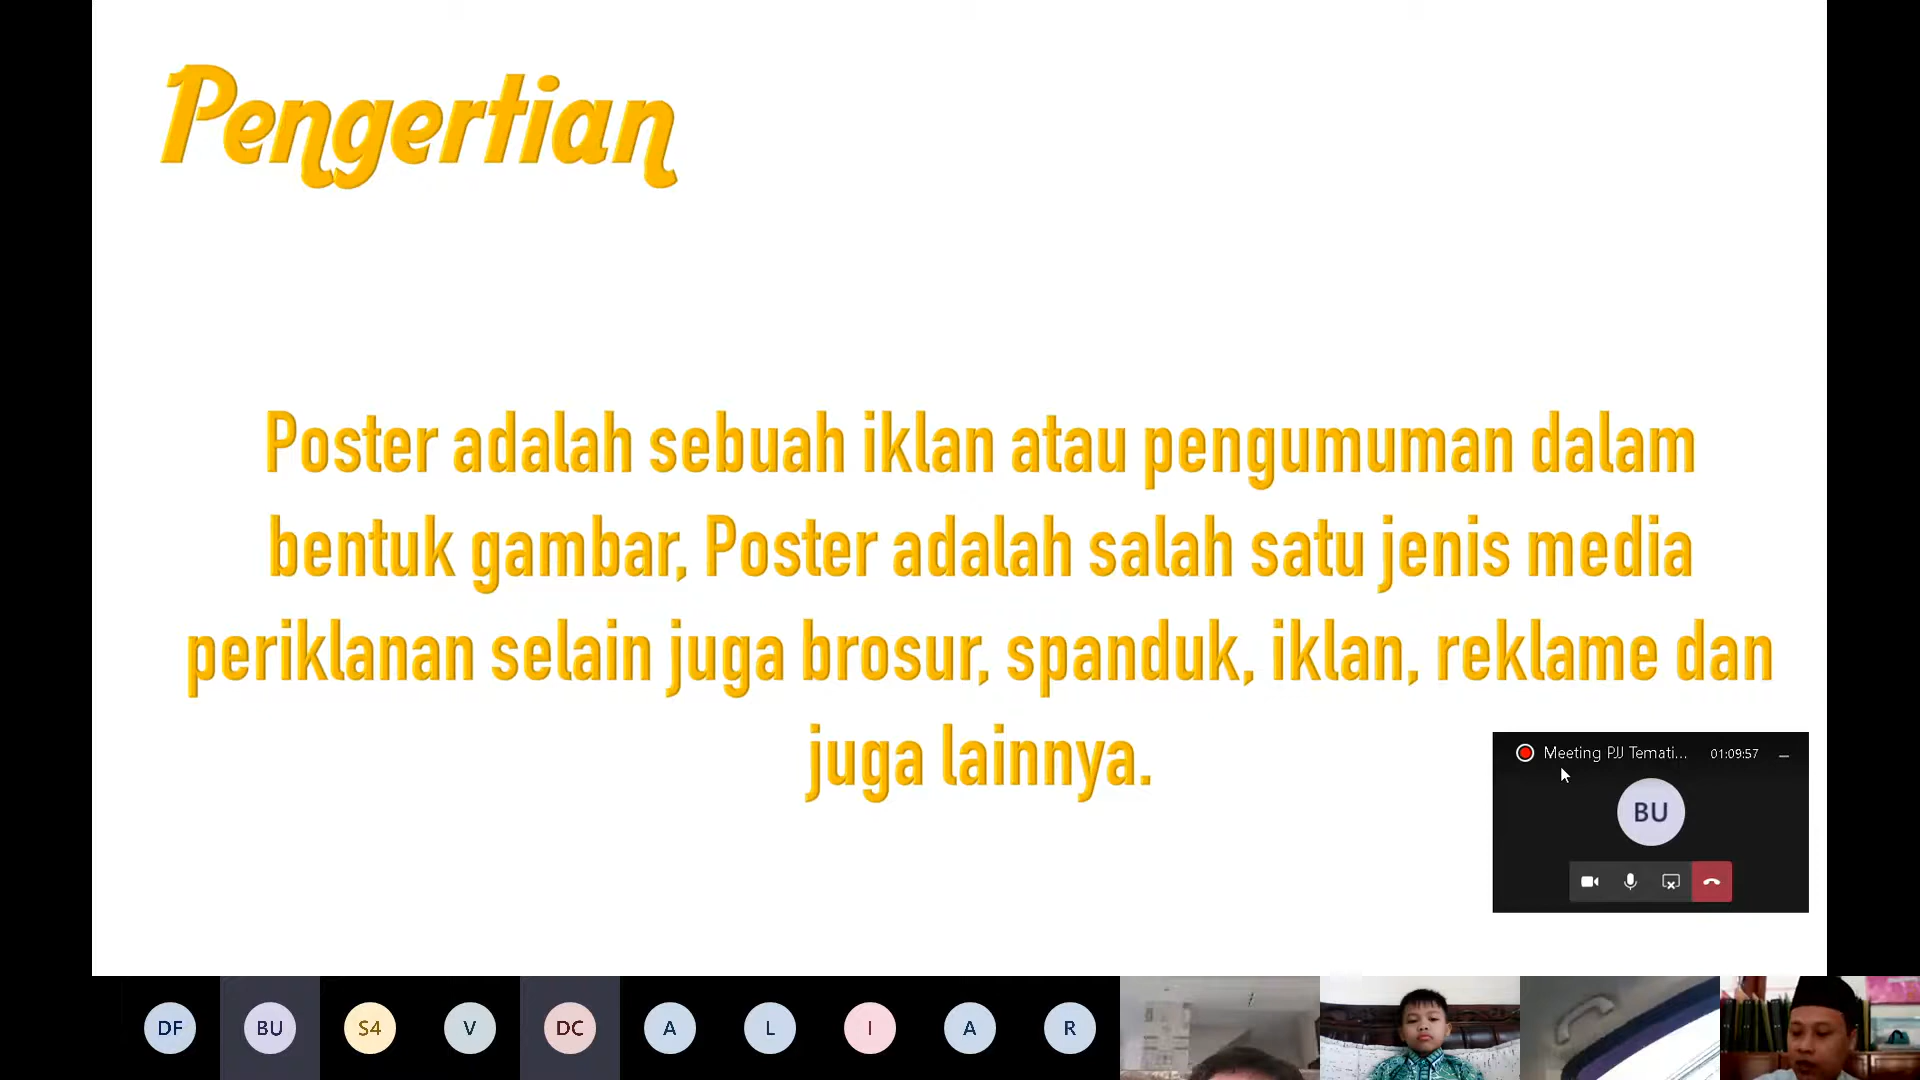 Pengertian
Poster adalah sebuah iklan atau pengumuman dalam
bentuk gambar, Poster adalah salah satu jenis media
periklanan selain juga brosur, spanduk, iklan, reklame dan
juga lainnya.
Meeting PJJ Temati... 01:09:57
BU
DF BU S4 V DC A L I A R